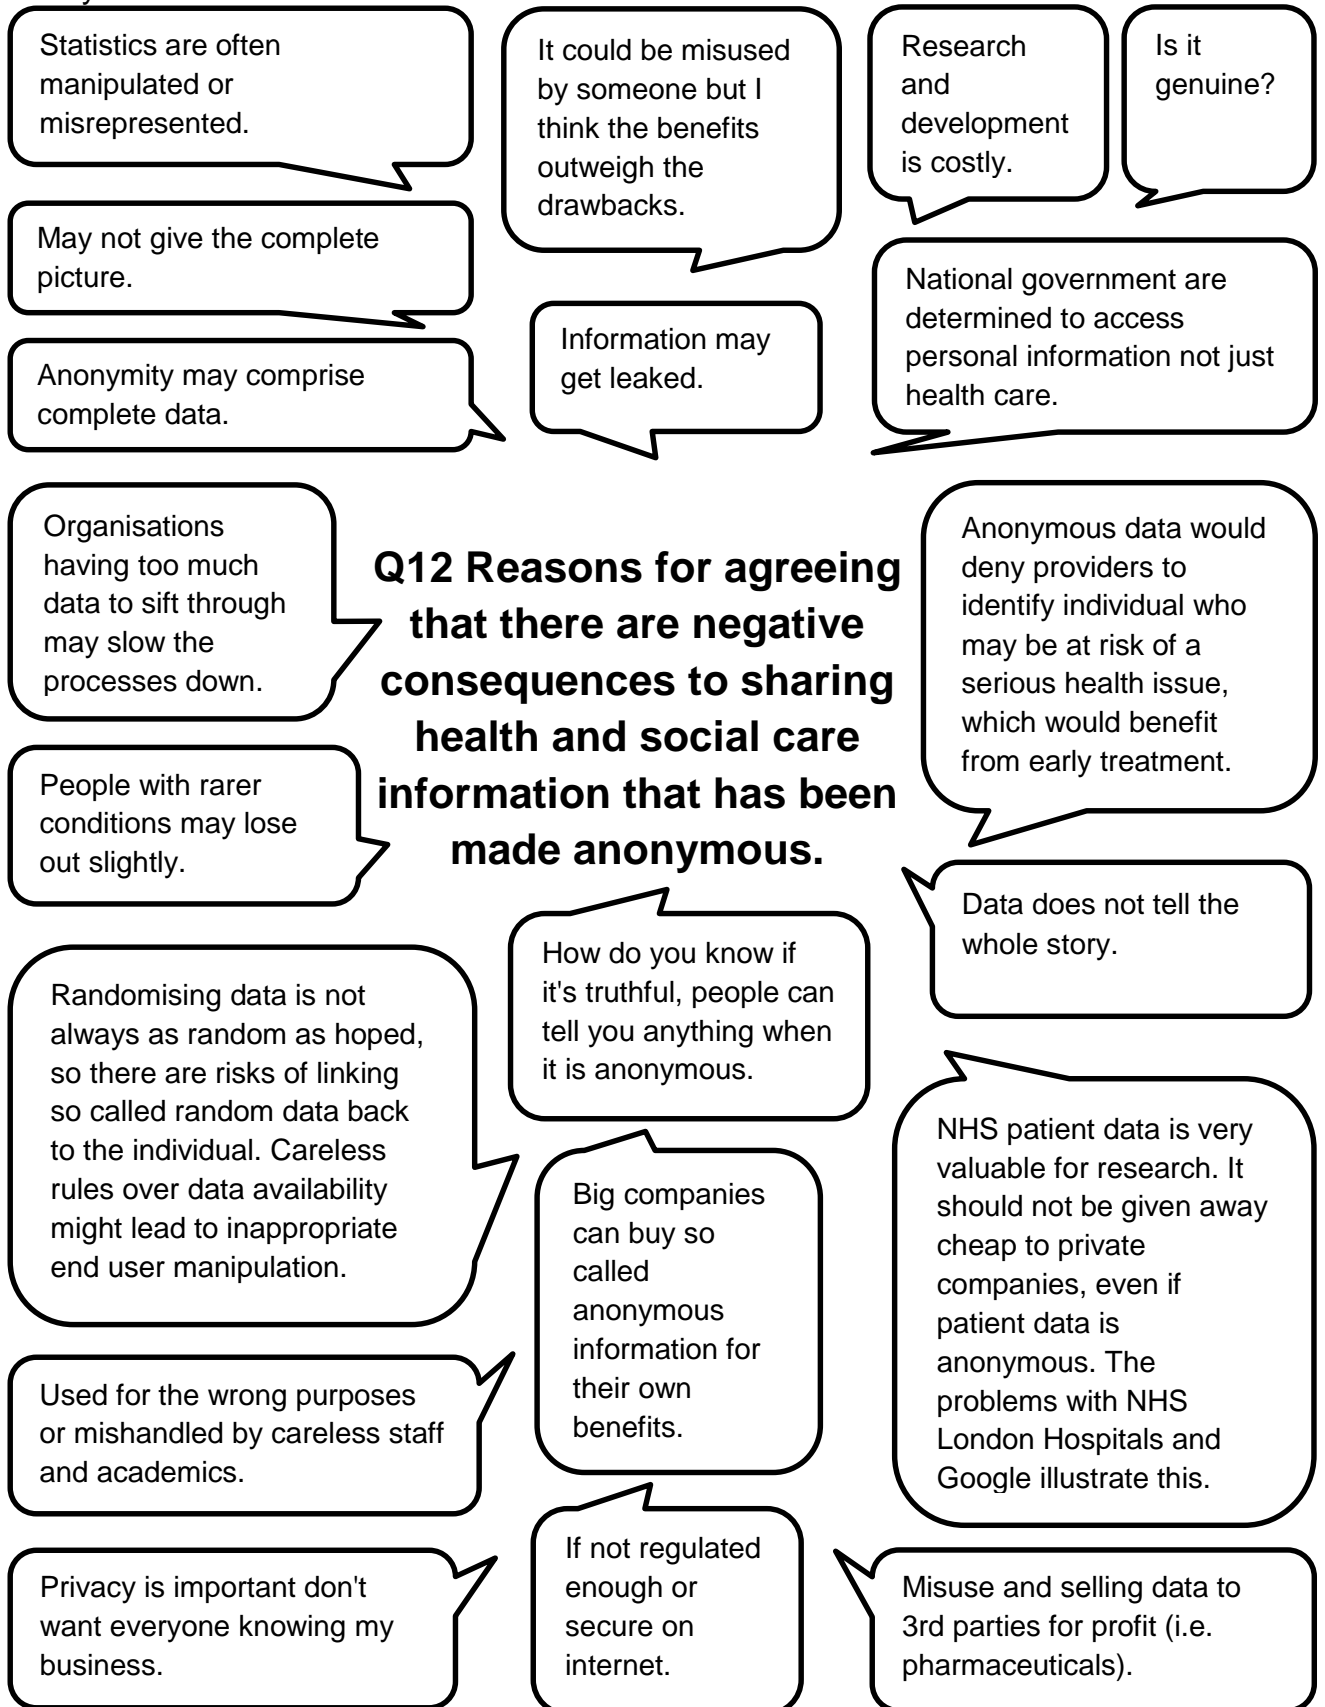 Statistics are often
manipulated or
misrepresented.
It could be misused
by someone but I
think the benefits
outweigh the
drawbacks.
Research
and
development
is costly.
Is it
genuine?
May not give the complete
picture.
Information may
get leaked.
National government are
determined to access
personal information not just
health care.
Anonymity may comprise
complete data.
Organisations
having too much
data to sift through
may slow the
processes down.
Q12 Reasons for agreeing
that there are negative
consequences to sharing
health and social care
information that has been
made anonymous.
Anonymous data would
deny providers to
identify individual who
may be at risk of a
serious health issue,
which would benefit
from early treatment.
People with rarer
conditions may lose
out slightly.
Data does not tell the
whole story.
How do you know if
it's truthful, people can
tell you anything when
it is anonymous.
Randomising data is not
always as random as hoped,
so there are risks of linking
so called random data back
to the individual. Careless
rules over data availability
might lead to inappropriate
end user manipulation.
Big companies
can buy so
called
anonymous
information for
their own
benefits.
NHS patient data is very
valuable for research. It
should not be given away
cheap to private
companies, even if
patient data is
anonymous. The
problems with NHS
London Hospitals and
Google illustrate this.
Used for the wrong purposes
or mishandled by careless staff
and academics.
Privacy is important don't
want everyone knowing my
business.
If not regulated
enough or
secure on
internet.
Misuse and selling data to
3rd parties for profit (i.e.
pharmaceuticals).